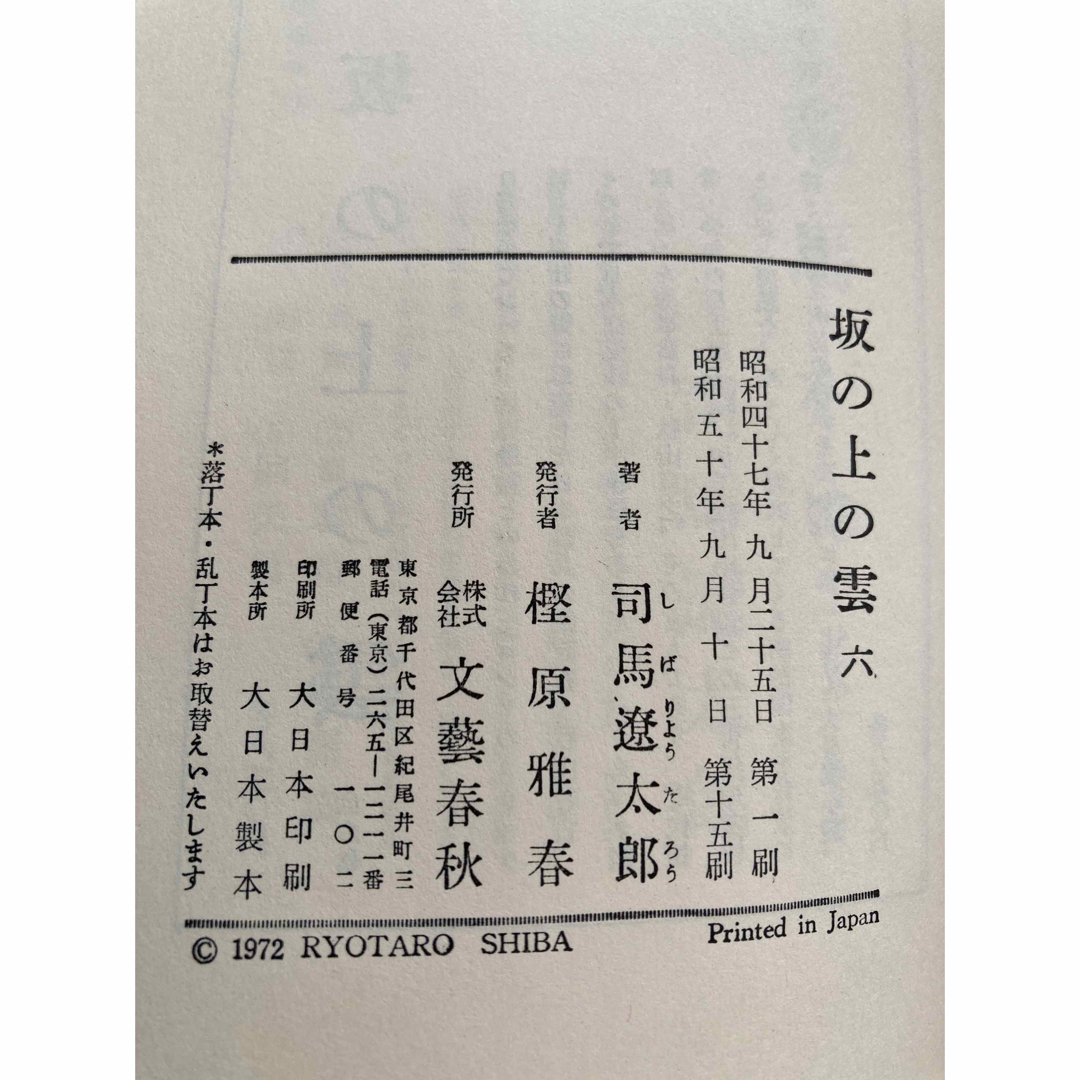 坂の上の雲 六
昭和四十七年九月二十五日 第一刷
昭和五十年九月十日 第十五刷
著者 司馬遼太郎
しばりようたろう
発行者 樫原雅春
発行所 株式会社 文藝春秋
東京都千代田区紀尾井町三
電話(東京)二六五―一二一一番
郵便番号 一〇二
印刷所 大日本印刷
製本所 大日本製本
*落丁本・乱丁本はお取替えいたします
© 1972 RYOTARO SHIBA
Printed in Japan